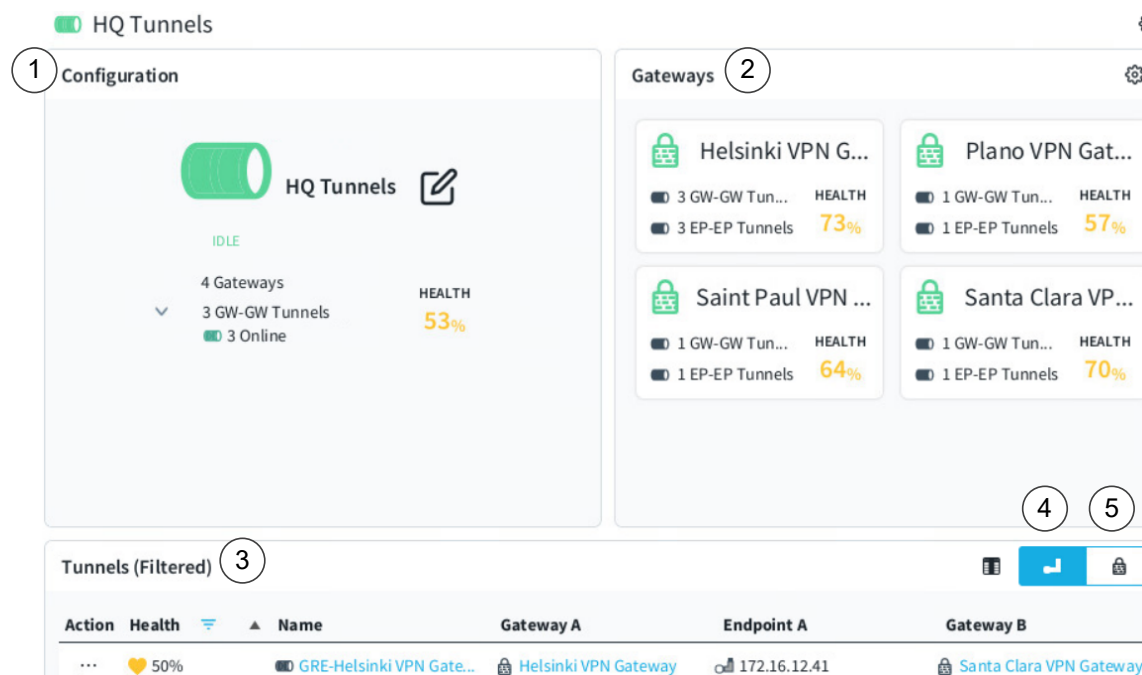 HQ Tunnels
1 Configuration
HQ Tunnels
IDLE
4 Gateways
3 GW-GW Tunnels
3 Online
HEALTH
53%
Gateways 2
Helsinki VPN G...
3 GW-GW Tun...
3 EP-EP Tunnels
HEALTH
73%
Plano VPN Gat...
1 GW-GW Tun...
1 EP-EP Tunnels
HEALTH
57%
Saint Paul VPN ...
1 GW-GW Tun...
1 EP-EP Tunnels
HEALTH
64%
Santa Clara VP...
1 GW-GW Tun...
1 EP-EP Tunnels
HEALTH
70%
4 5
Tunnels (Filtered) 3
Action Health Name Gateway A Endpoint A Gateway B
... 50% GRE-Helsinki VPN Gate... Helsinki VPN Gateway 172.16.12.41 Santa Clara VPN Gateway